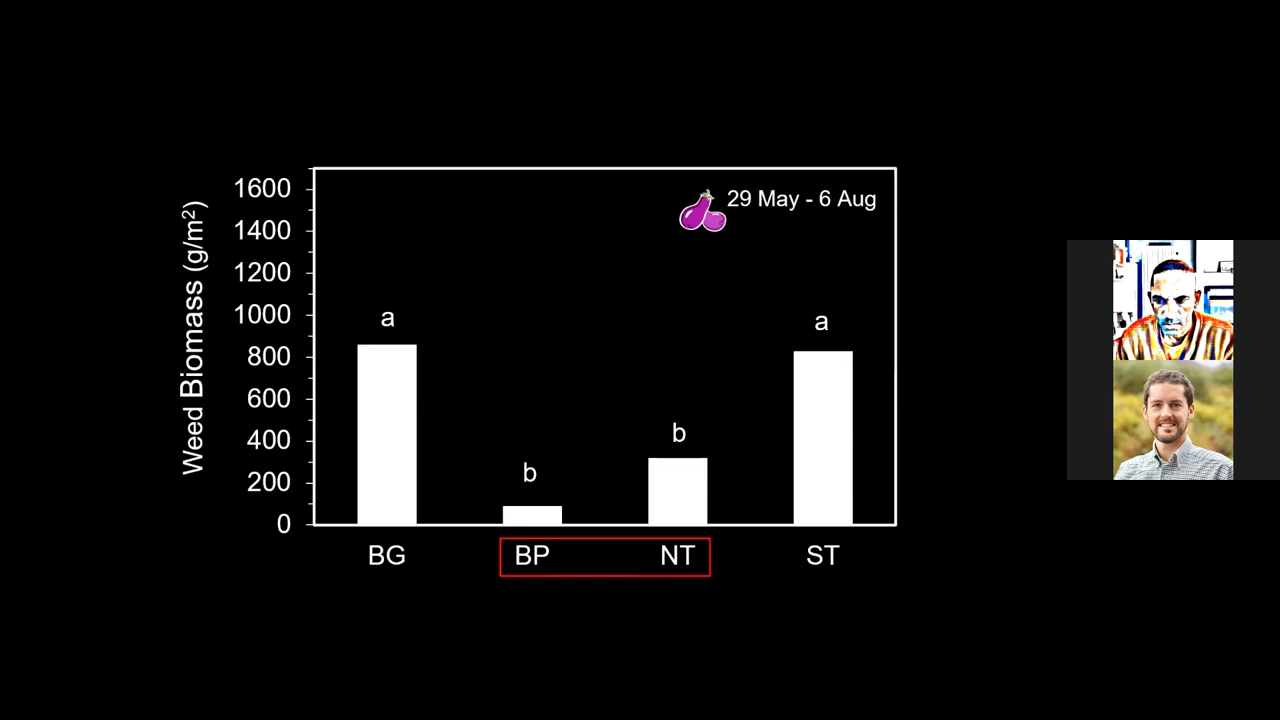 29 May - 6 Aug
Weed Biomass (g/m²)
1600
1400
1200
1000
800
600
400
200
0
a
b
b
a
BG
BP
NT
ST